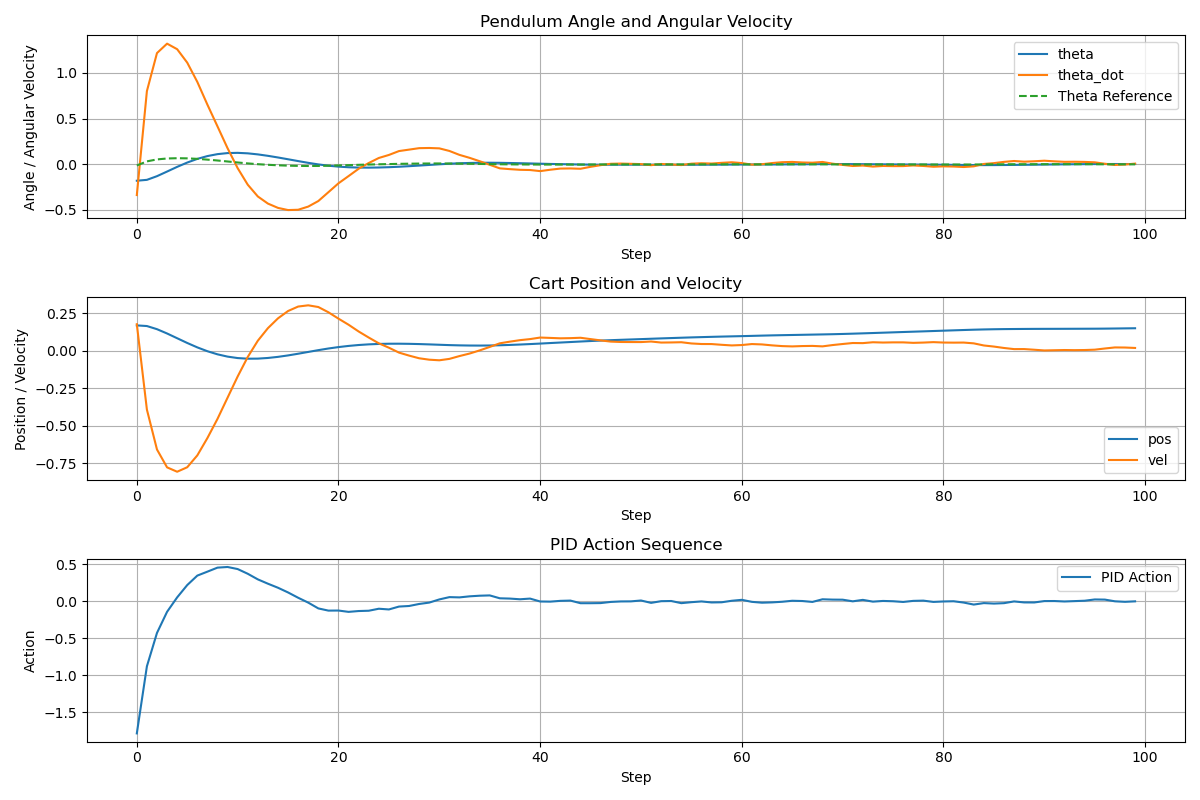 Pendulum Angle and Angular Velocity
Angle / Angular Velocity
1.0
0.5
0.0
−0.5
theta
theta_dot
Theta Reference
0 20 40 60 80 100
Step
Cart Position and Velocity
Position / Velocity
0.25
0.00
−0.25
−0.50
−0.75
pos
vel
0 20 40 60 80 100
Step
PID Action Sequence
Action
0.5
0.0
−0.5
−1.0
−1.5
PID Action
0 20 40 60 80 100
Step